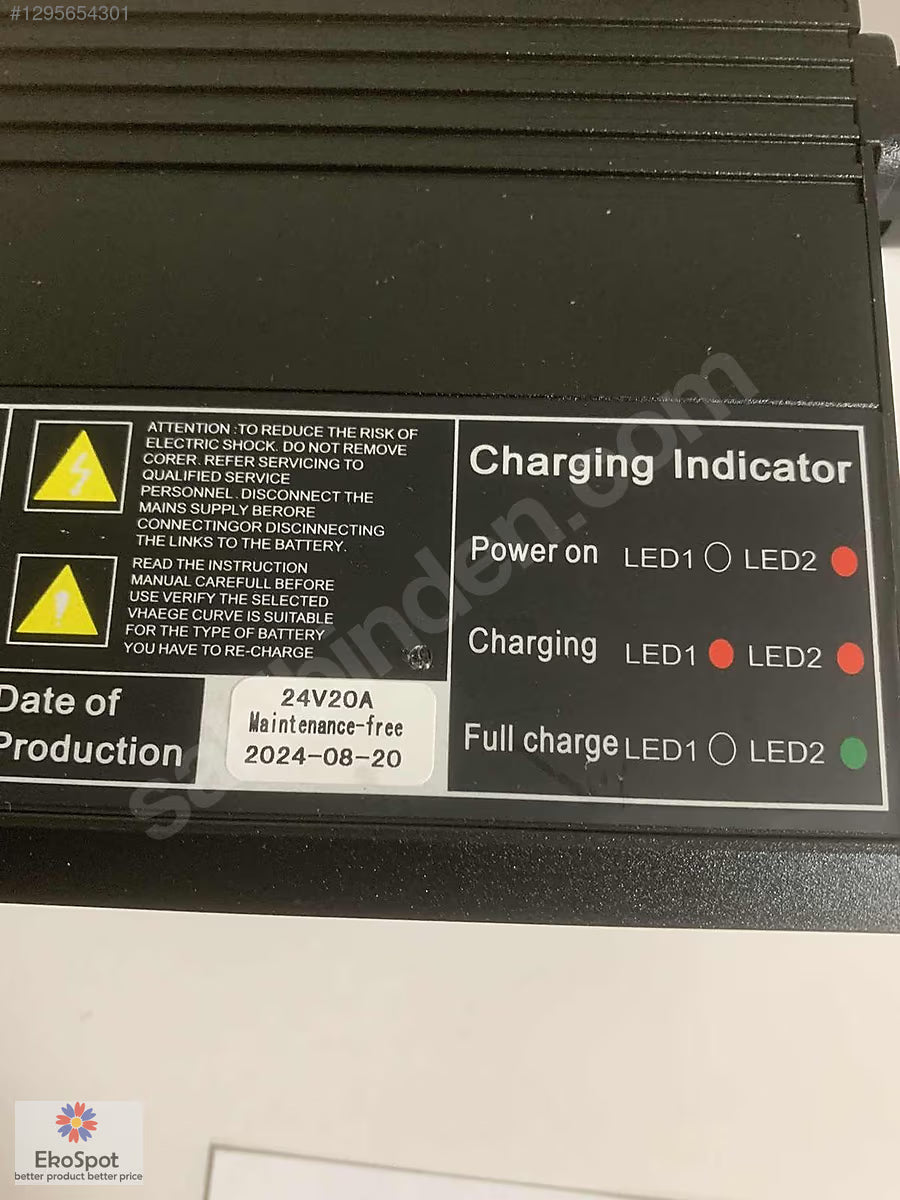 #1295654301
ATTENTION :TO REDUCE THE RISK OF
ELECTRIC SHOCK. DO NOT REMOVE
CORER. REFER SERVICING TO
QUALIFIED SERVICE
PERSONNEL. DISCONNECT THE
MAINS SUPPLY BERORE
CONNECTINGOR DISCINNECTING
THE LINKS TO THE BATTERY.
READ THE INSTRUCTION
MANUAL CAREFULL BEFORE
USE VERIFY THE SELECTED
VHAEGE CURVE IS SUITABLE
FOR THE TYPE OF BATTERY
YOU HAVE TO RE-CHARGE
Date of
Production
24V20A
Maintenance-free
2024-08-20
Charging Indicator
Power on LED1 LED2
Charging LED1 LED2
Full charge LED1 LED2
sahibinden.com
EkoSpot
better product better price